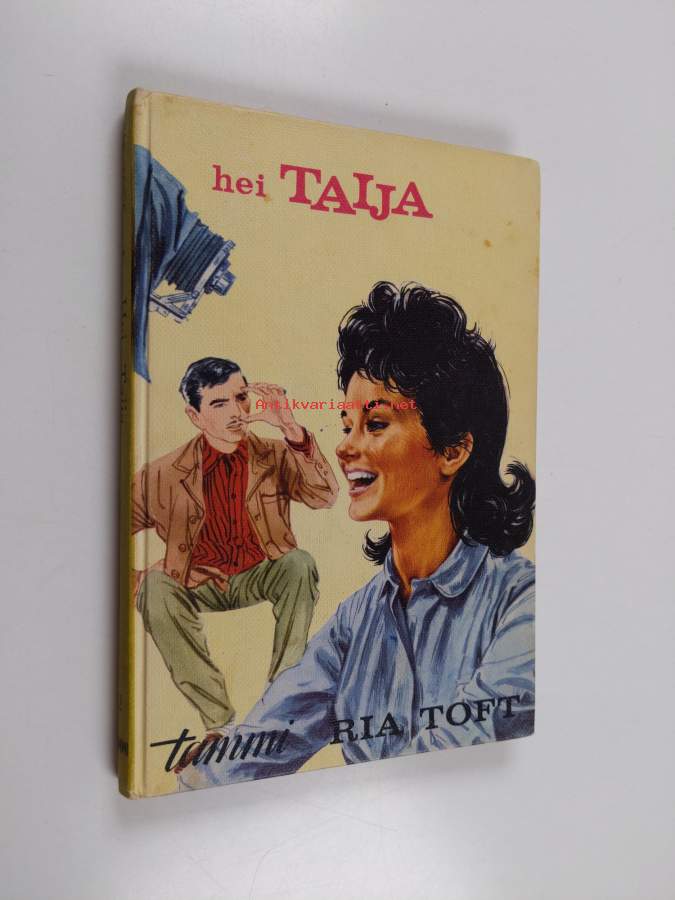 hei TAIJA
Antikvariaatti.net
tammi RIA TOFT